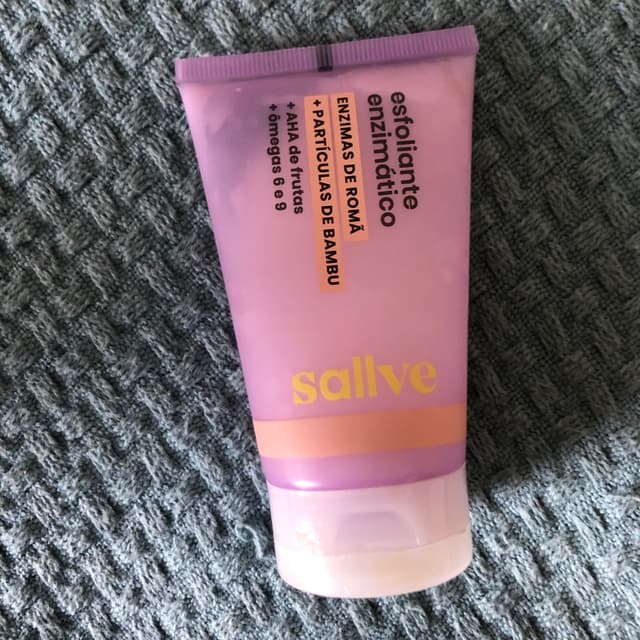 esfoliante
enzimático
ENZIMAS DE ROMÃ
+ PARTÍCULAS DE BAMBU
+ AHA de frutas
+ ômegas 6 e 9
sallve